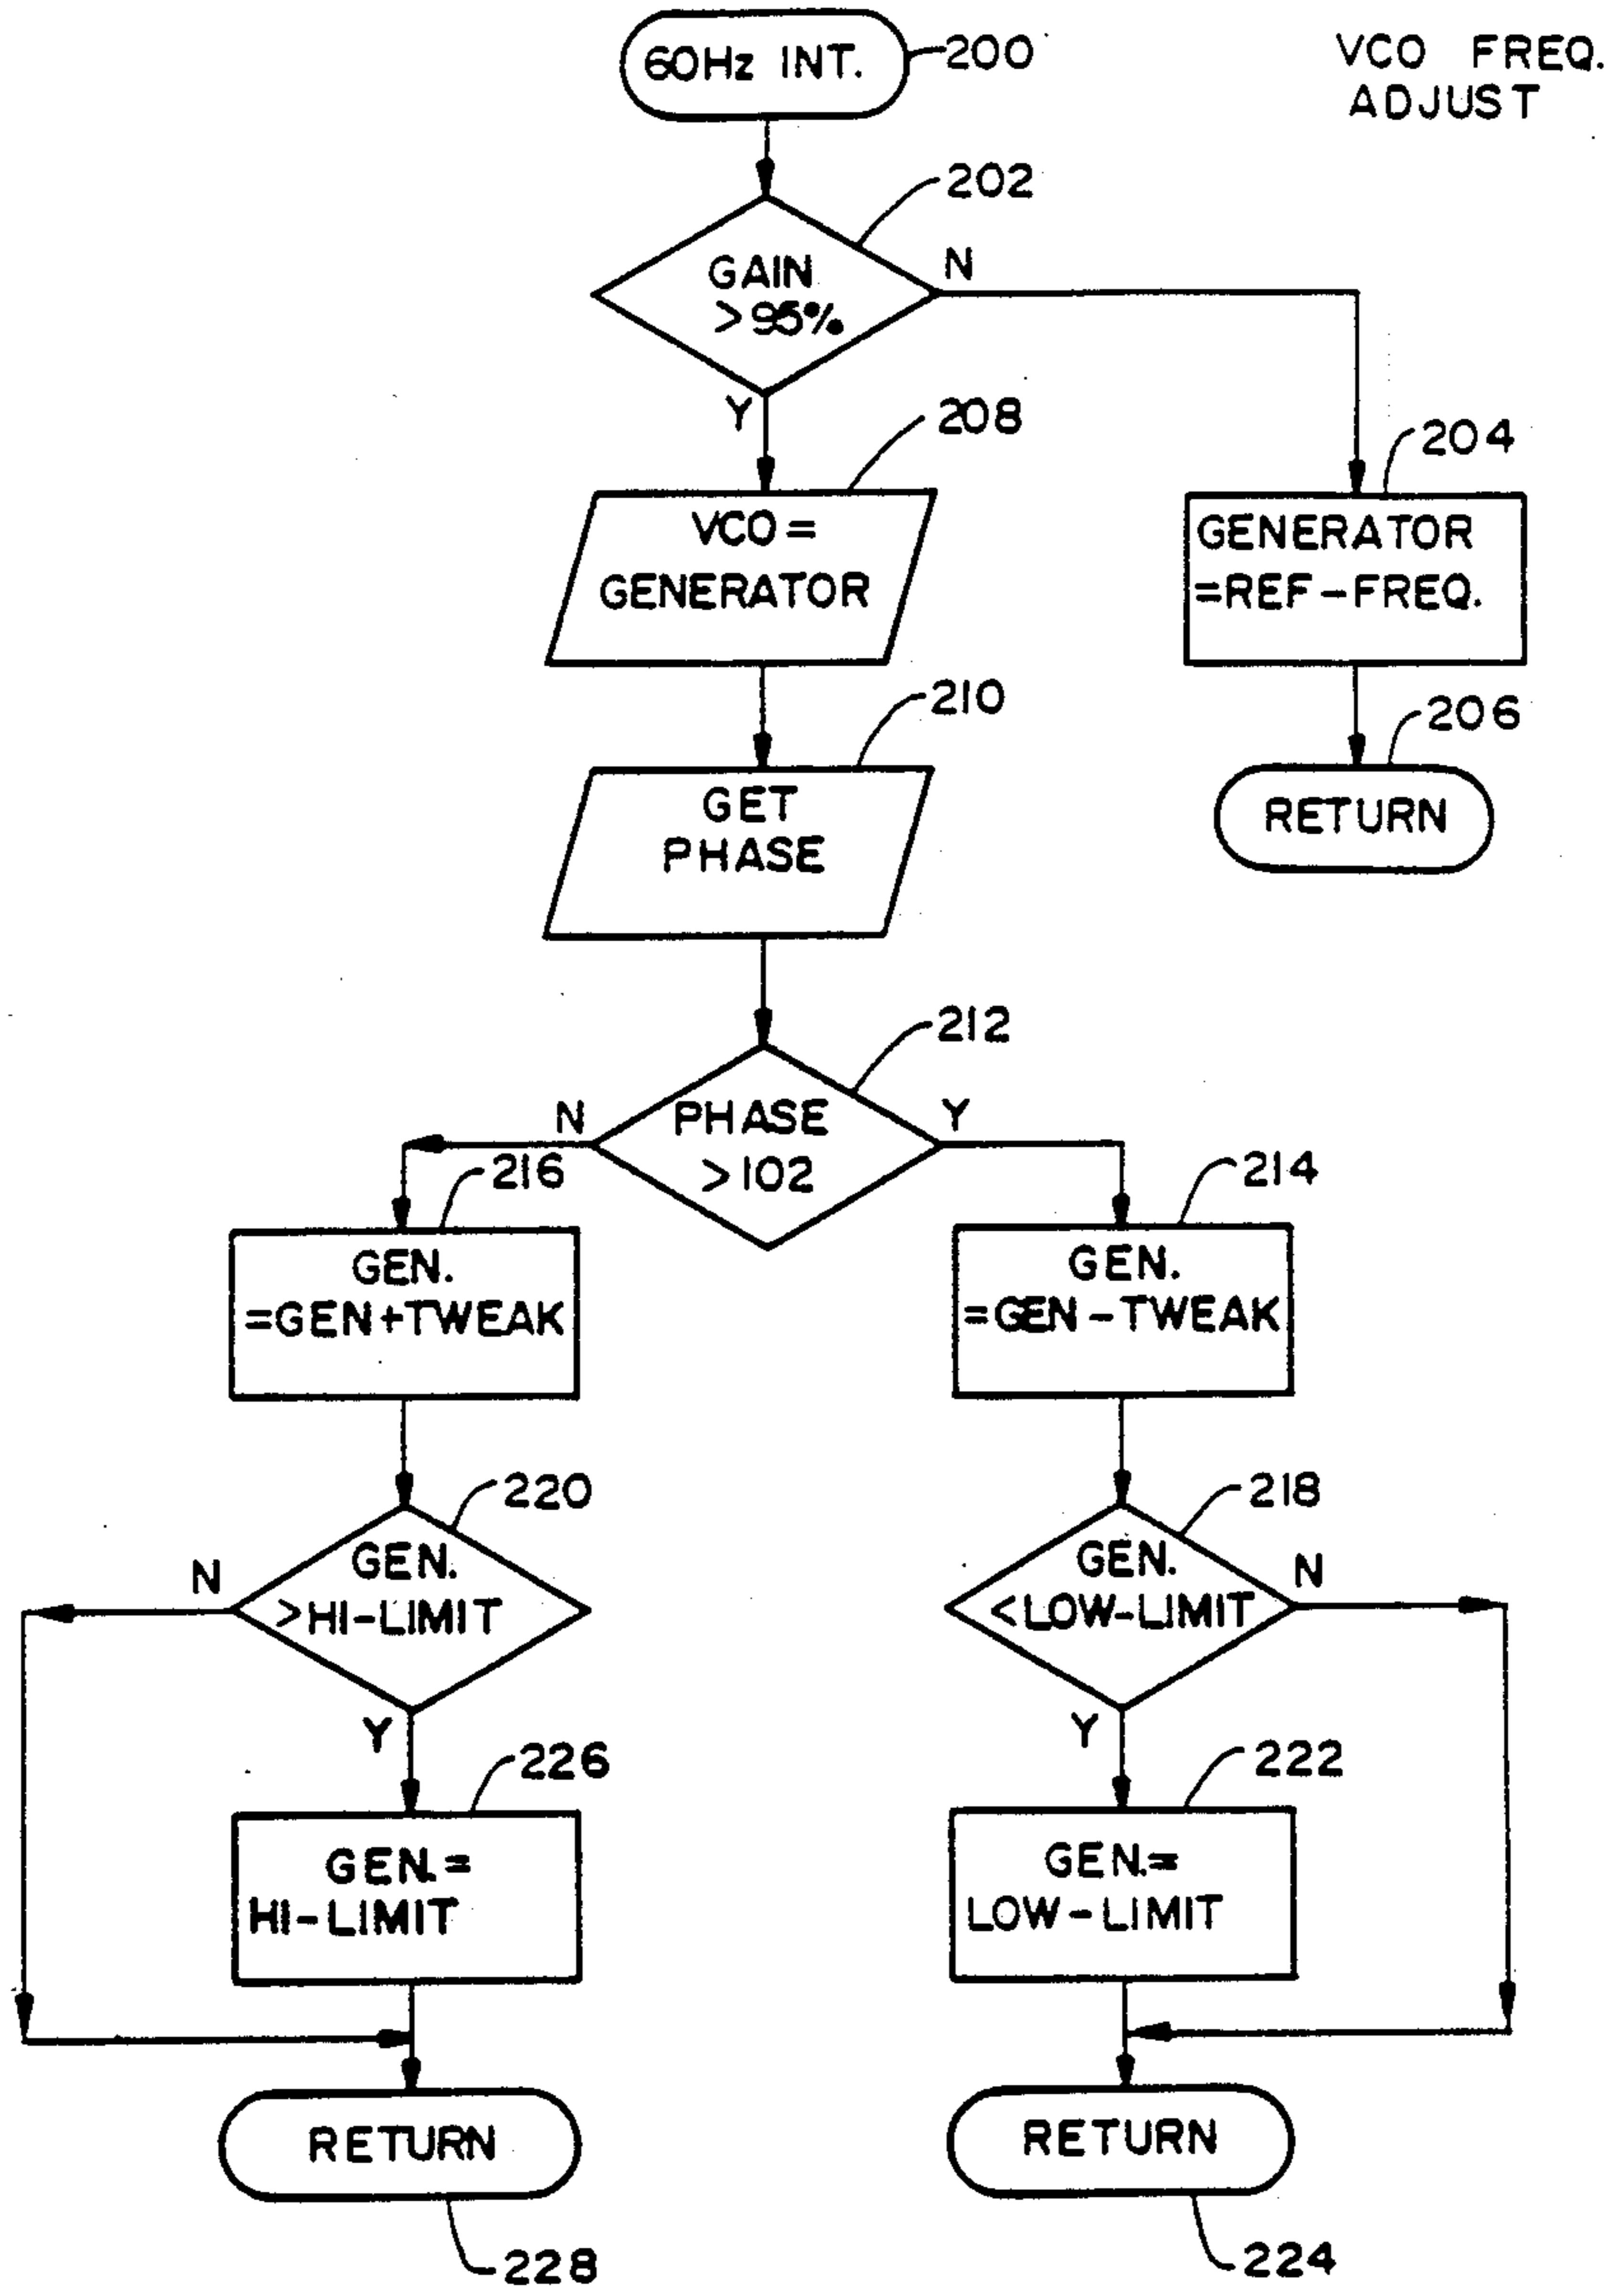 60Hz INT.
200
VCO FREQ.
ADJUST
202
GAIN
>95%
N
Y
208
204
VCO=
GENERATOR
GENERATOR
=REF-FREQ.
210
206
GET
PHASE
RETURN
212
PHASE
>102
N
Y
216
214
GEN.
=GEN+TWEAK
GEN.
=GEN-TWEAK
220
218
GEN.
>HI-LIMIT
N
GEN.
<LOW-LIMIT
N
Y
Y
226
222
GEN.=
HI-LIMIT
GEN.=
LOW-LIMIT
RETURN
RETURN
228
224